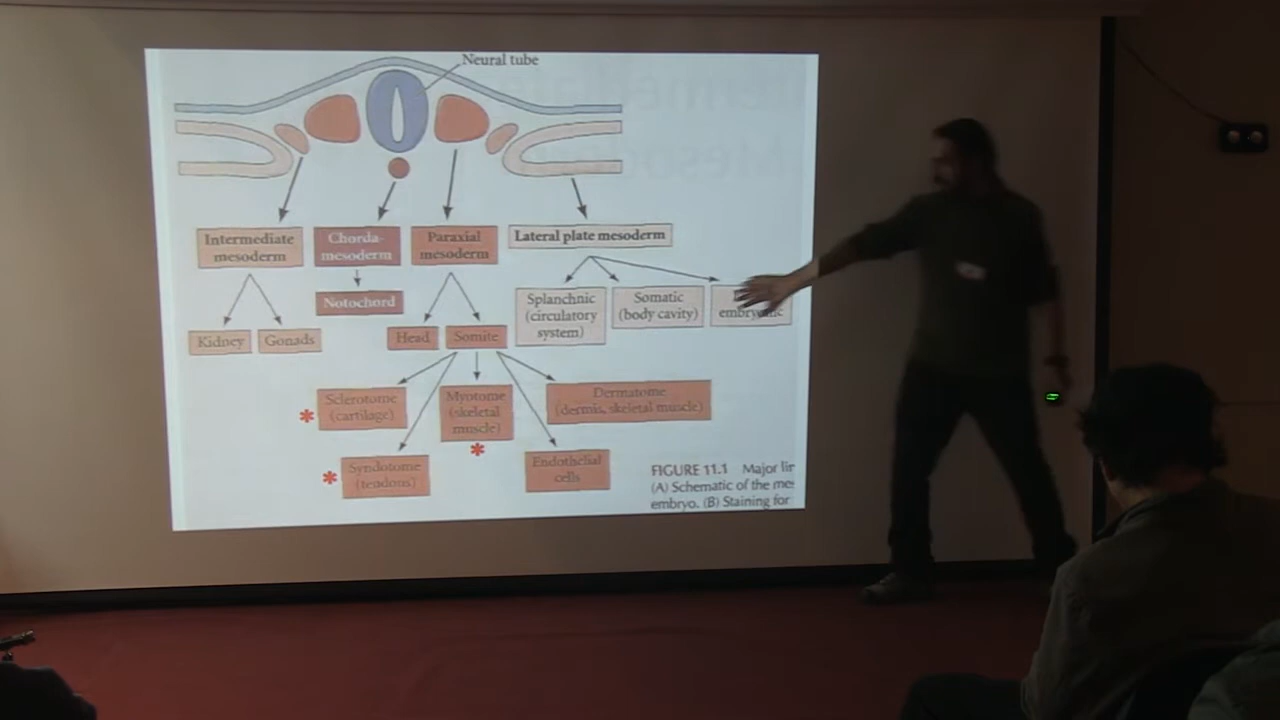 Neural tube
Intermediate
mesoderm
Chorda-
mesoderm
Paraxial
mesoderm
Lateral plate mesoderm
Notochord
Splanchnic
(circulatory
system)
Somatic
(body cavity)
Kidney
Gonads
Head
Somite
Sclerotome
(cartilage)
*
Myotome
(skeletal
muscle)
*
Dermatome
(dermis, skeletal muscle)
* Syndotome
(tendons)
Endothelial
cells
FIGURE 11.1 Major lin
(A) Schematic of the mes
embryo. (B) Staining for